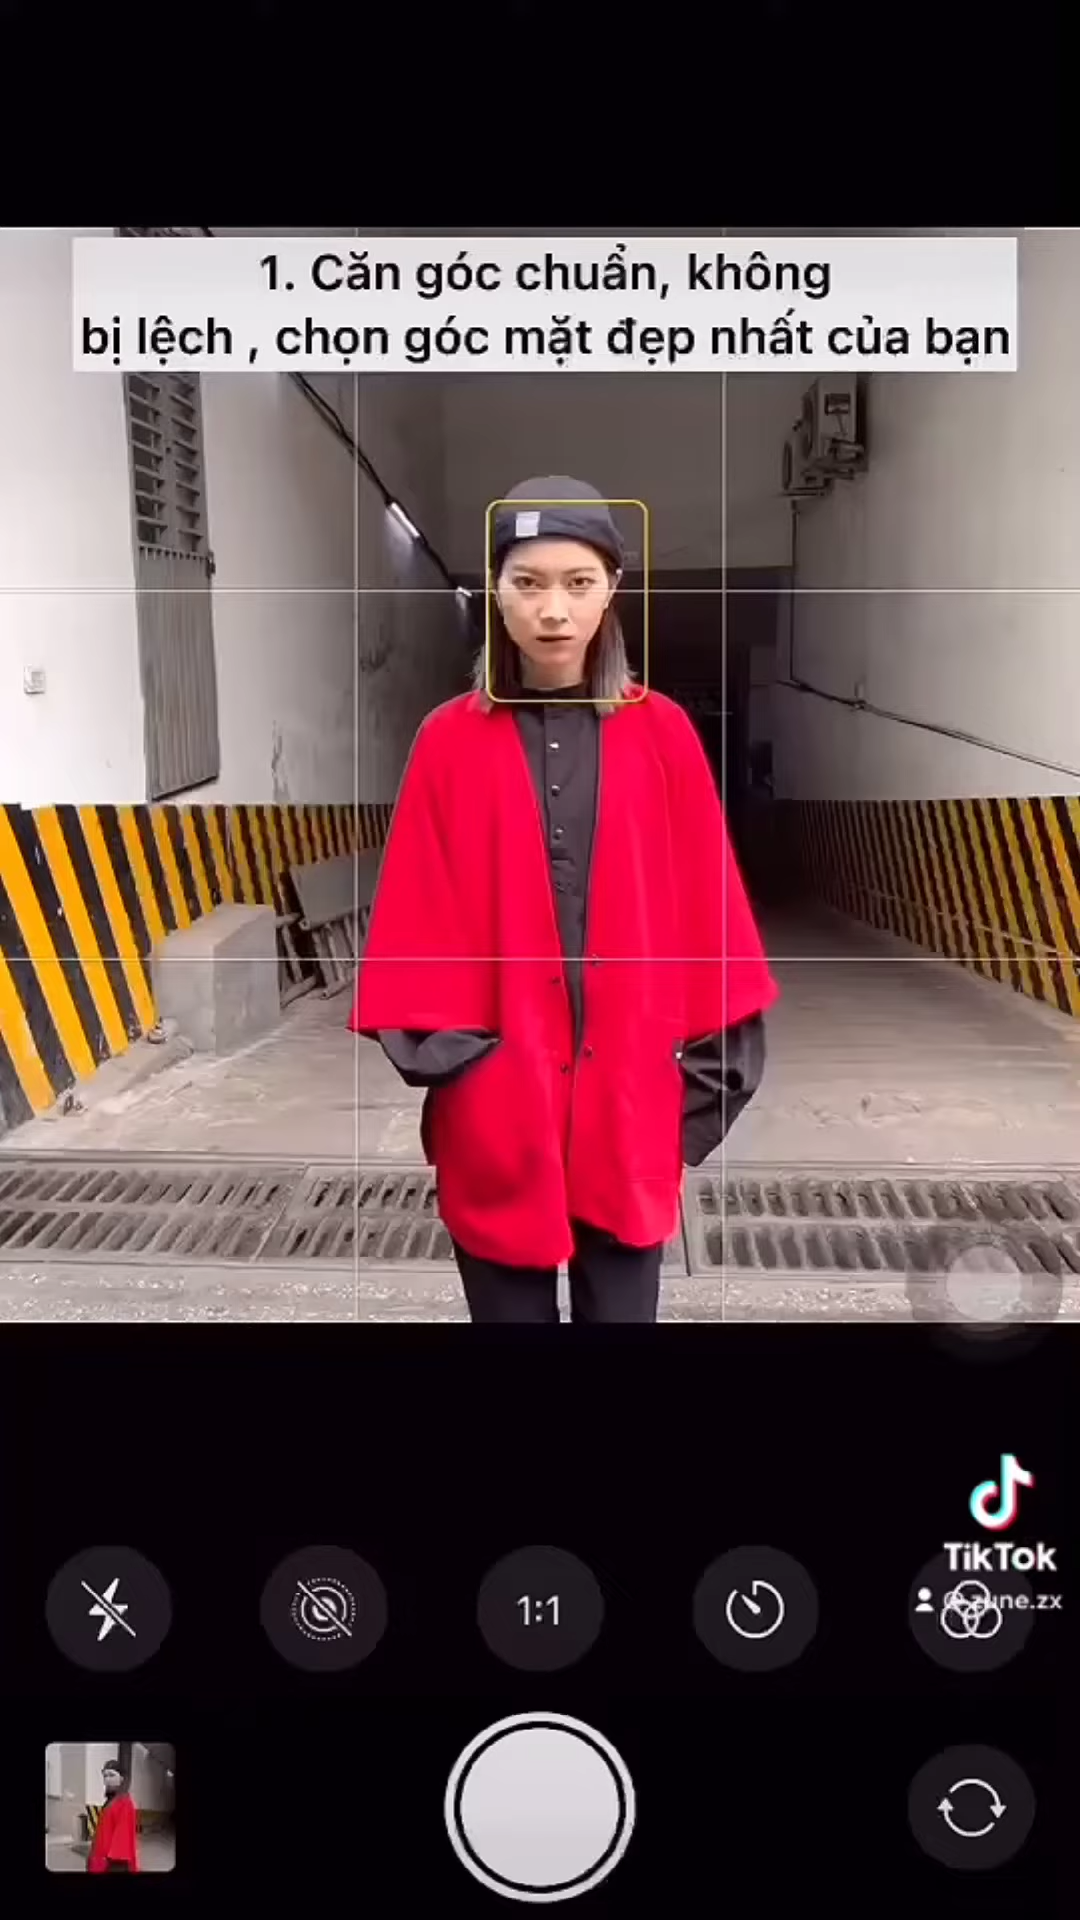 1. Căn góc chuẩn, không
bị lệch , chọn góc mặt đẹp nhất của bạn
1:1
TikTok